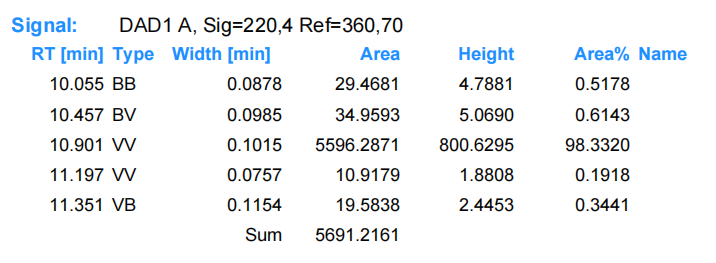 Signal: DAD1 A, Sig=220,4 Ref=360,70
RT [min] Type Width [min] Area Height Area% Name
10.055 BB 0.0878 29.4681 4.7881 0.5178
10.457 BV 0.0985 34.9593 5.0690 0.6143
10.901 VV 0.1015 5596.2871 800.6295 98.3320
11.197 VV 0.0757 10.9179 1.8808 0.1918
11.351 VB 0.1154 19.5838 2.4453 0.3441
Sum 5691.2161